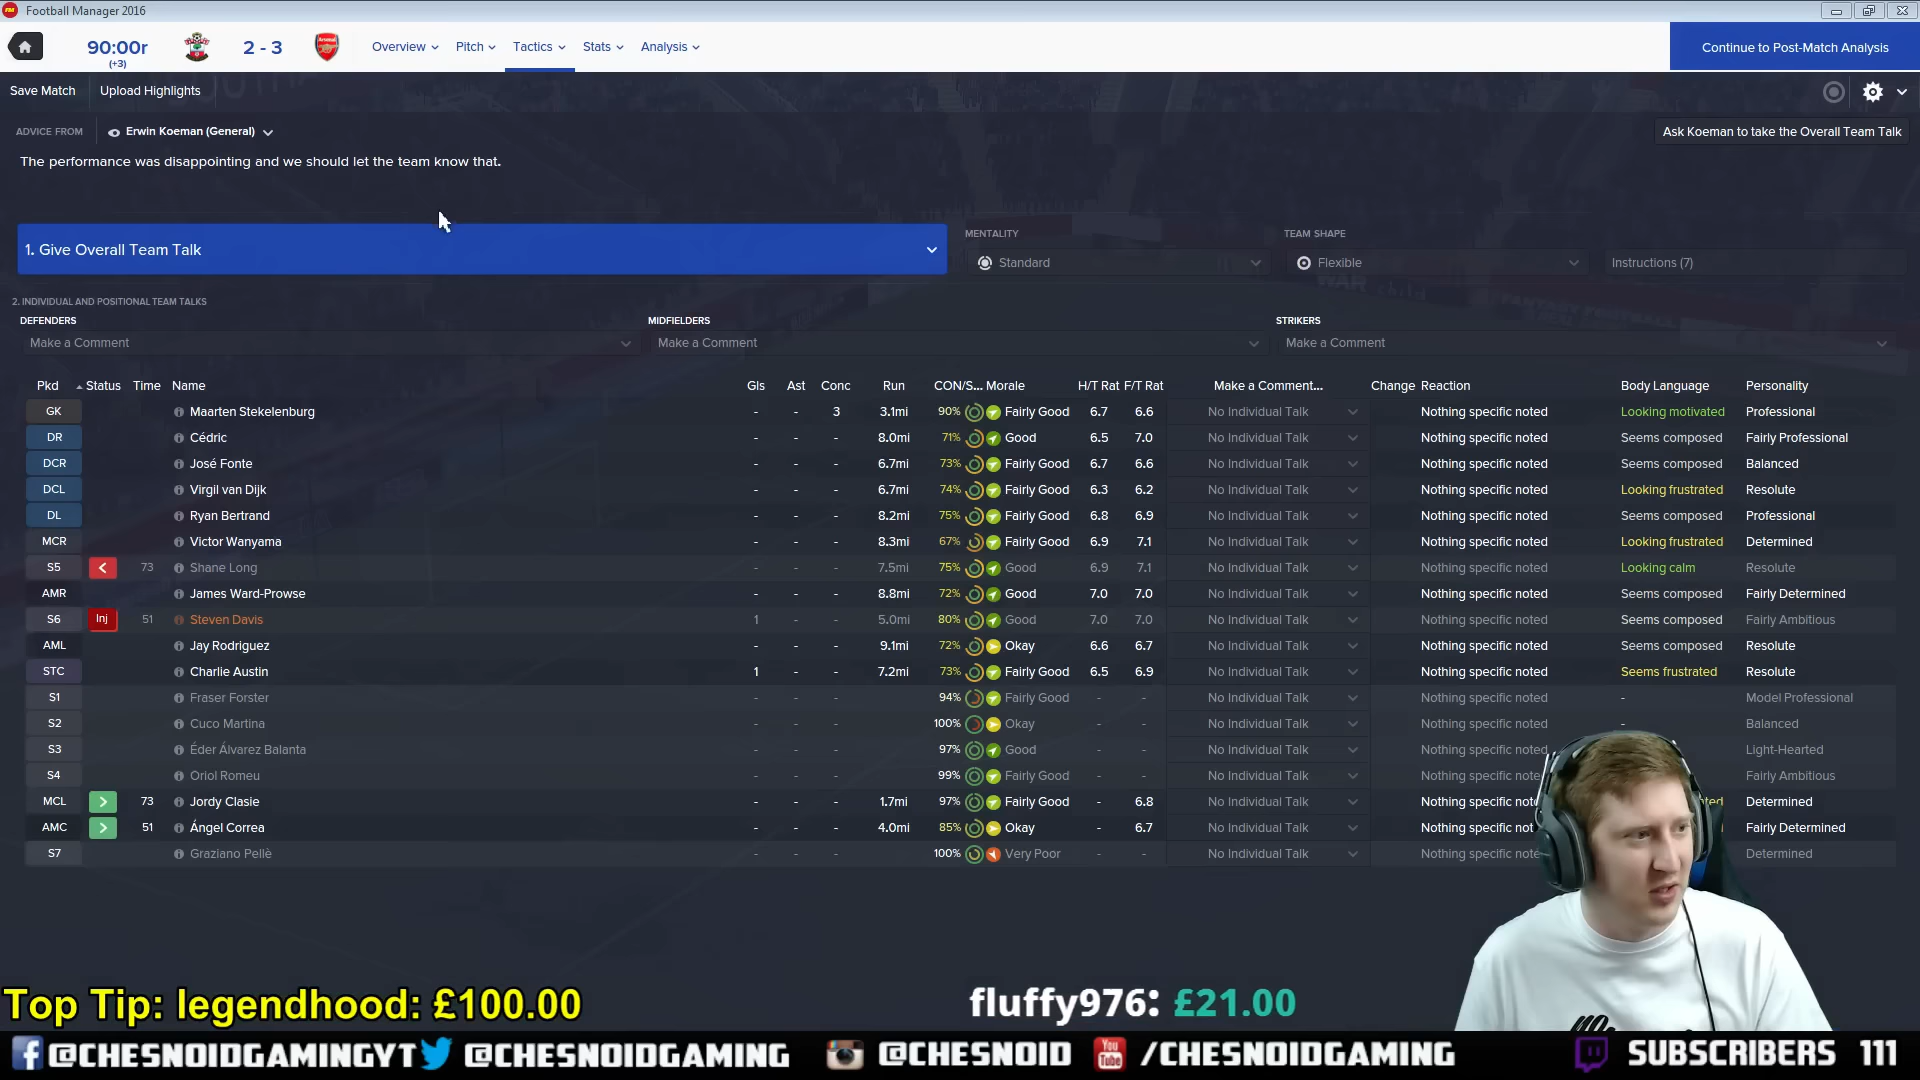 Football Manager 2016
90:00r
(+3)
2 - 3
Overview
Pitch
Tactics
Stats
Analysis
Continue to Post-Match Analysis
Save Match
Upload Highlights
ADVICE FROM
Erwin Koeman (General)
Ask Koeman to take the Overall Team Talk
The performance was disappointing and we should let the team know that.
1. Give Overall Team Talk
MENTALITY
Standard
TEAM SHAPE
Flexible
Instructions (7)
2. INDIVIDUAL AND POSITIONAL TEAM TALKS
DEFENDERS
Make a Comment
MIDFIELDERS
Make a Comment
STRIKERS
Make a Comment
Pkd Status Time Name Gls Ast Conc Run CON/S... Morale H/T Rat F/T Rat Make a Comment... Change Reaction Body Language Personality
GK Maarten Stekelenburg - - 3 3.1mi 90% Fairly Good 6.7 6.6 No Individual Talk Nothing specific noted Looking motivated Professional
DR Cédric - - - 8.0mi 71% Good 6.5 7.0 No Individual Talk Nothing specific noted Seems composed Fairly Professional
DCR José Fonte - - - 6.7mi 73% Fairly Good 6.7 6.6 No Individual Talk Nothing specific noted Seems composed Balanced
DCL Virgil van Dijk - - - 6.7mi 74% Fairly Good 6.3 6.2 No Individual Talk Nothing specific noted Looking frustrated Resolute
DL Ryan Bertrand - - - 8.2mi 75% Fairly Good 6.8 6.9 No Individual Talk Nothing specific noted Seems composed Professional
MCR Victor Wanyama - - - 8.3mi 67% Fairly Good 6.9 7.1 No Individual Talk Nothing specific noted Looking frustrated Determined
S5 73 Shane Long - - - 7.5mi 75% Good 6.9 7.1 No Individual Talk Nothing specific noted Looking calm Resolute
AMR James Ward-Prowse - - - 8.8mi 72% Good 7.0 7.0 No Individual Talk Nothing specific noted Seems composed Fairly Determined
S6 Inj 51 Steven Davis 1 - - 5.0mi 80% Good 7.0 7.0 No Individual Talk Nothing specific noted Seems composed Fairly Ambitious
AML Jay Rodriguez - - - 9.1mi 72% Okay 6.6 6.7 No Individual Talk Nothing specific noted Seems composed Resolute
STC Charlie Austin 1 - - 7.2mi 73% Fairly Good 6.5 6.9 No Individual Talk Nothing specific noted Seems frustrated Resolute
S1 Fraser Forster - - - 94% Fairly Good - - No Individual Talk Nothing specific noted - Model Professional
S2 Cuco Martina - - - 100% Okay - - No Individual Talk Nothing specific noted - Balanced
S3 Éder Álvarez Balanta - - - 97% Good - - No Individual Talk Nothing specific noted Light-Hearted
S4 Oriol Romeu - - - 99% Fairly Good - - No Individual Talk Nothing specific Fairly Ambitious
MCL 73 Jordy Clasie - - - 1.7mi 97% Fairly Good - 6.8 No Individual Talk Nothing specific Determined
AMC 51 Ángel Correa - - - 4.0mi 85% Okay - 6.7 No Individual Talk Nothing specific Fairly Determined
S7 Graziano Pellè - - - 100% Very Poor - - No Individual Talk Nothing specific Determined
Top Tip: legendhood: £100.00
fluffy976: £21.00
@CHESNOIDGAMINGYT @CHESNOIDGAMING @CHESNOID You Tube /CHESNOIDGAMING SUBSCRIBERS 111